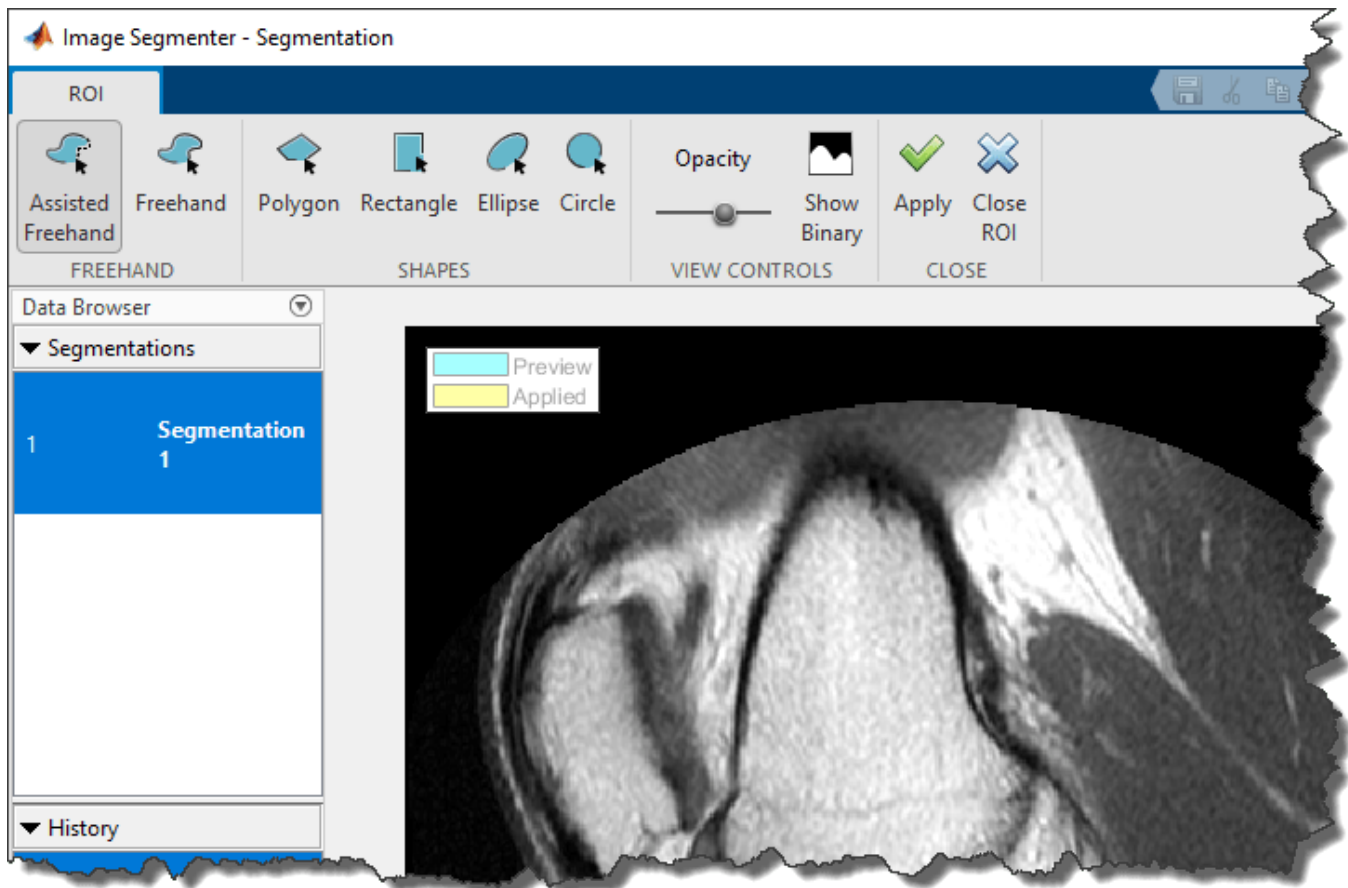 Image Segmenter - Segmentation
ROI
Assisted
Freehand
Freehand
Polygon
Rectangle
Ellipse
Circle
Opacity
Show
Binary
Apply
Close
ROI
FREEHAND
SHAPES
VIEW CONTROLS
CLOSE
Data Browser
Segmentations
1
Segmentation
1
Preview
Applied
History